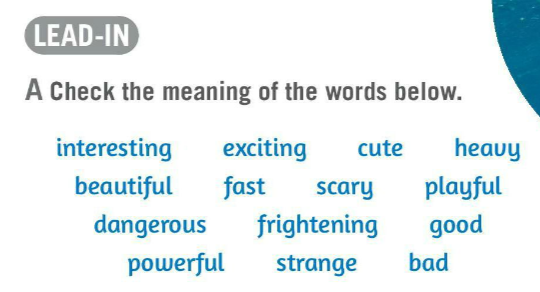 LEAD-IN
A Check the meaning of the words below.
interesting exciting cute heavy
beautiful fast scary playful
dangerous frightening good
powerful strange bad